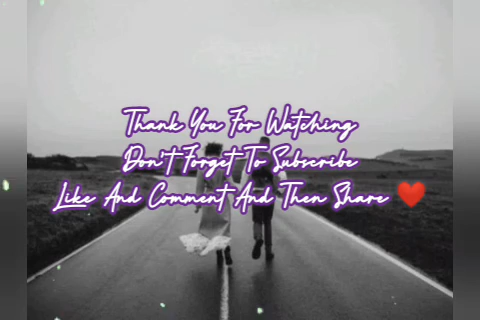 Thank You For Watching
Don't Forget To Subscribe
Like And Comment And Then Share ❤️